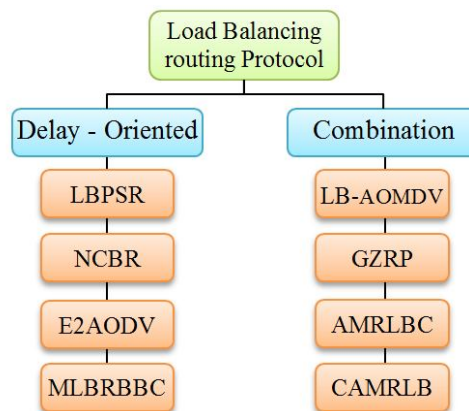 Load Balancing
routing Protocol
Delay - Oriented
Combination
LBPSR
LB-AOMDV
NCBR
GZRP
E2AODV
AMRLBC
MLBRBBC
CAMRLB